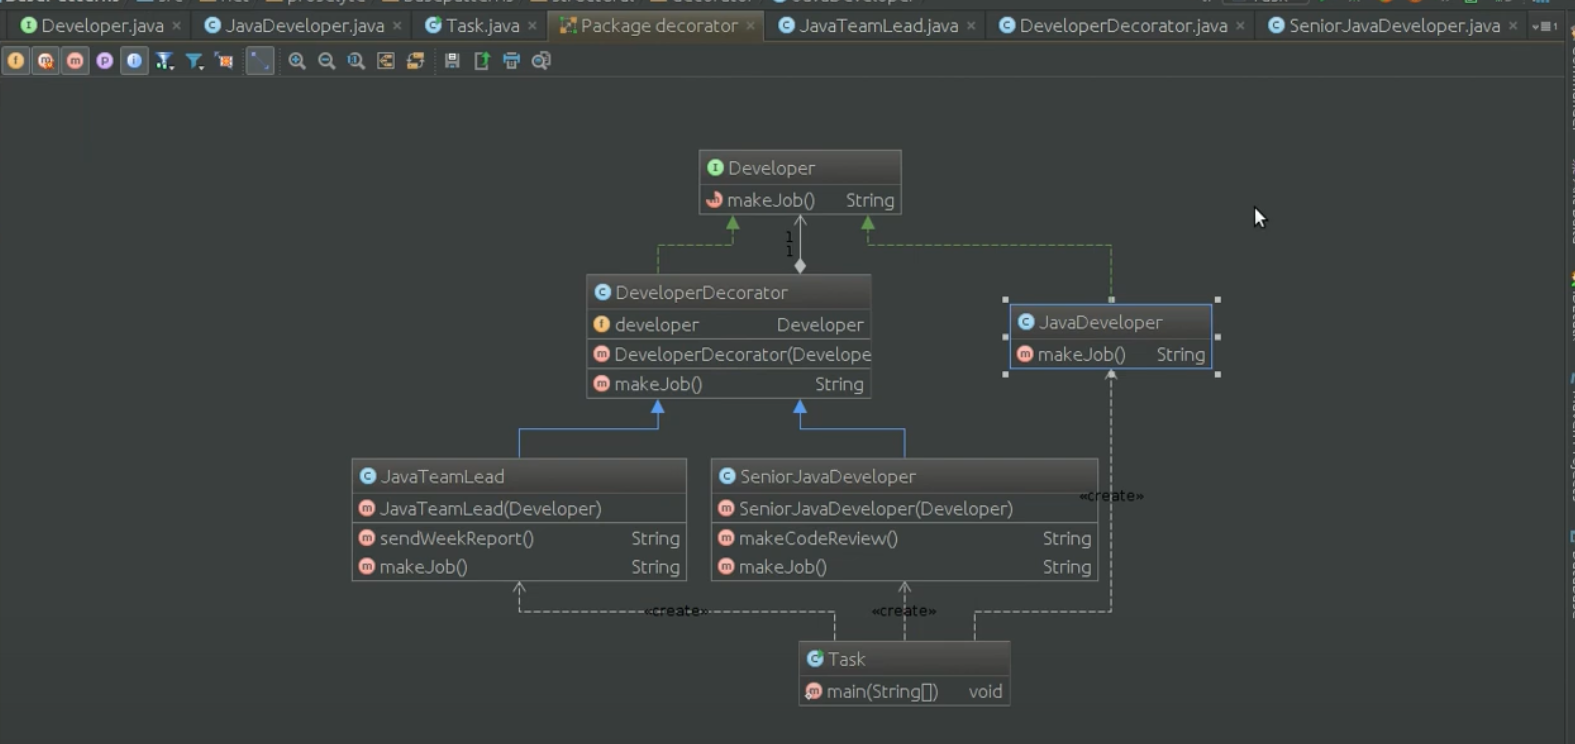 Developer.java JavaDeveloper.java Task.java Package decorator JavaTeamLead.java DeveloperDecorator.java SeniorJavaDeveloper.java
Developer
makeJob() String
1
1
DeveloperDecorator
developer Developer
DeveloperDecorator(Develope
makeJob() String
JavaDeveloper
makeJob() String
JavaTeamLead
JavaTeamLead(Developer)
sendWeekReport() String
makeJob() String
SeniorJavaDeveloper
SeniorJavaDeveloper(Developer)
makeCodeReview() String
makeJob() String
«create»
«create»
«create»
Task
main(String[]) void